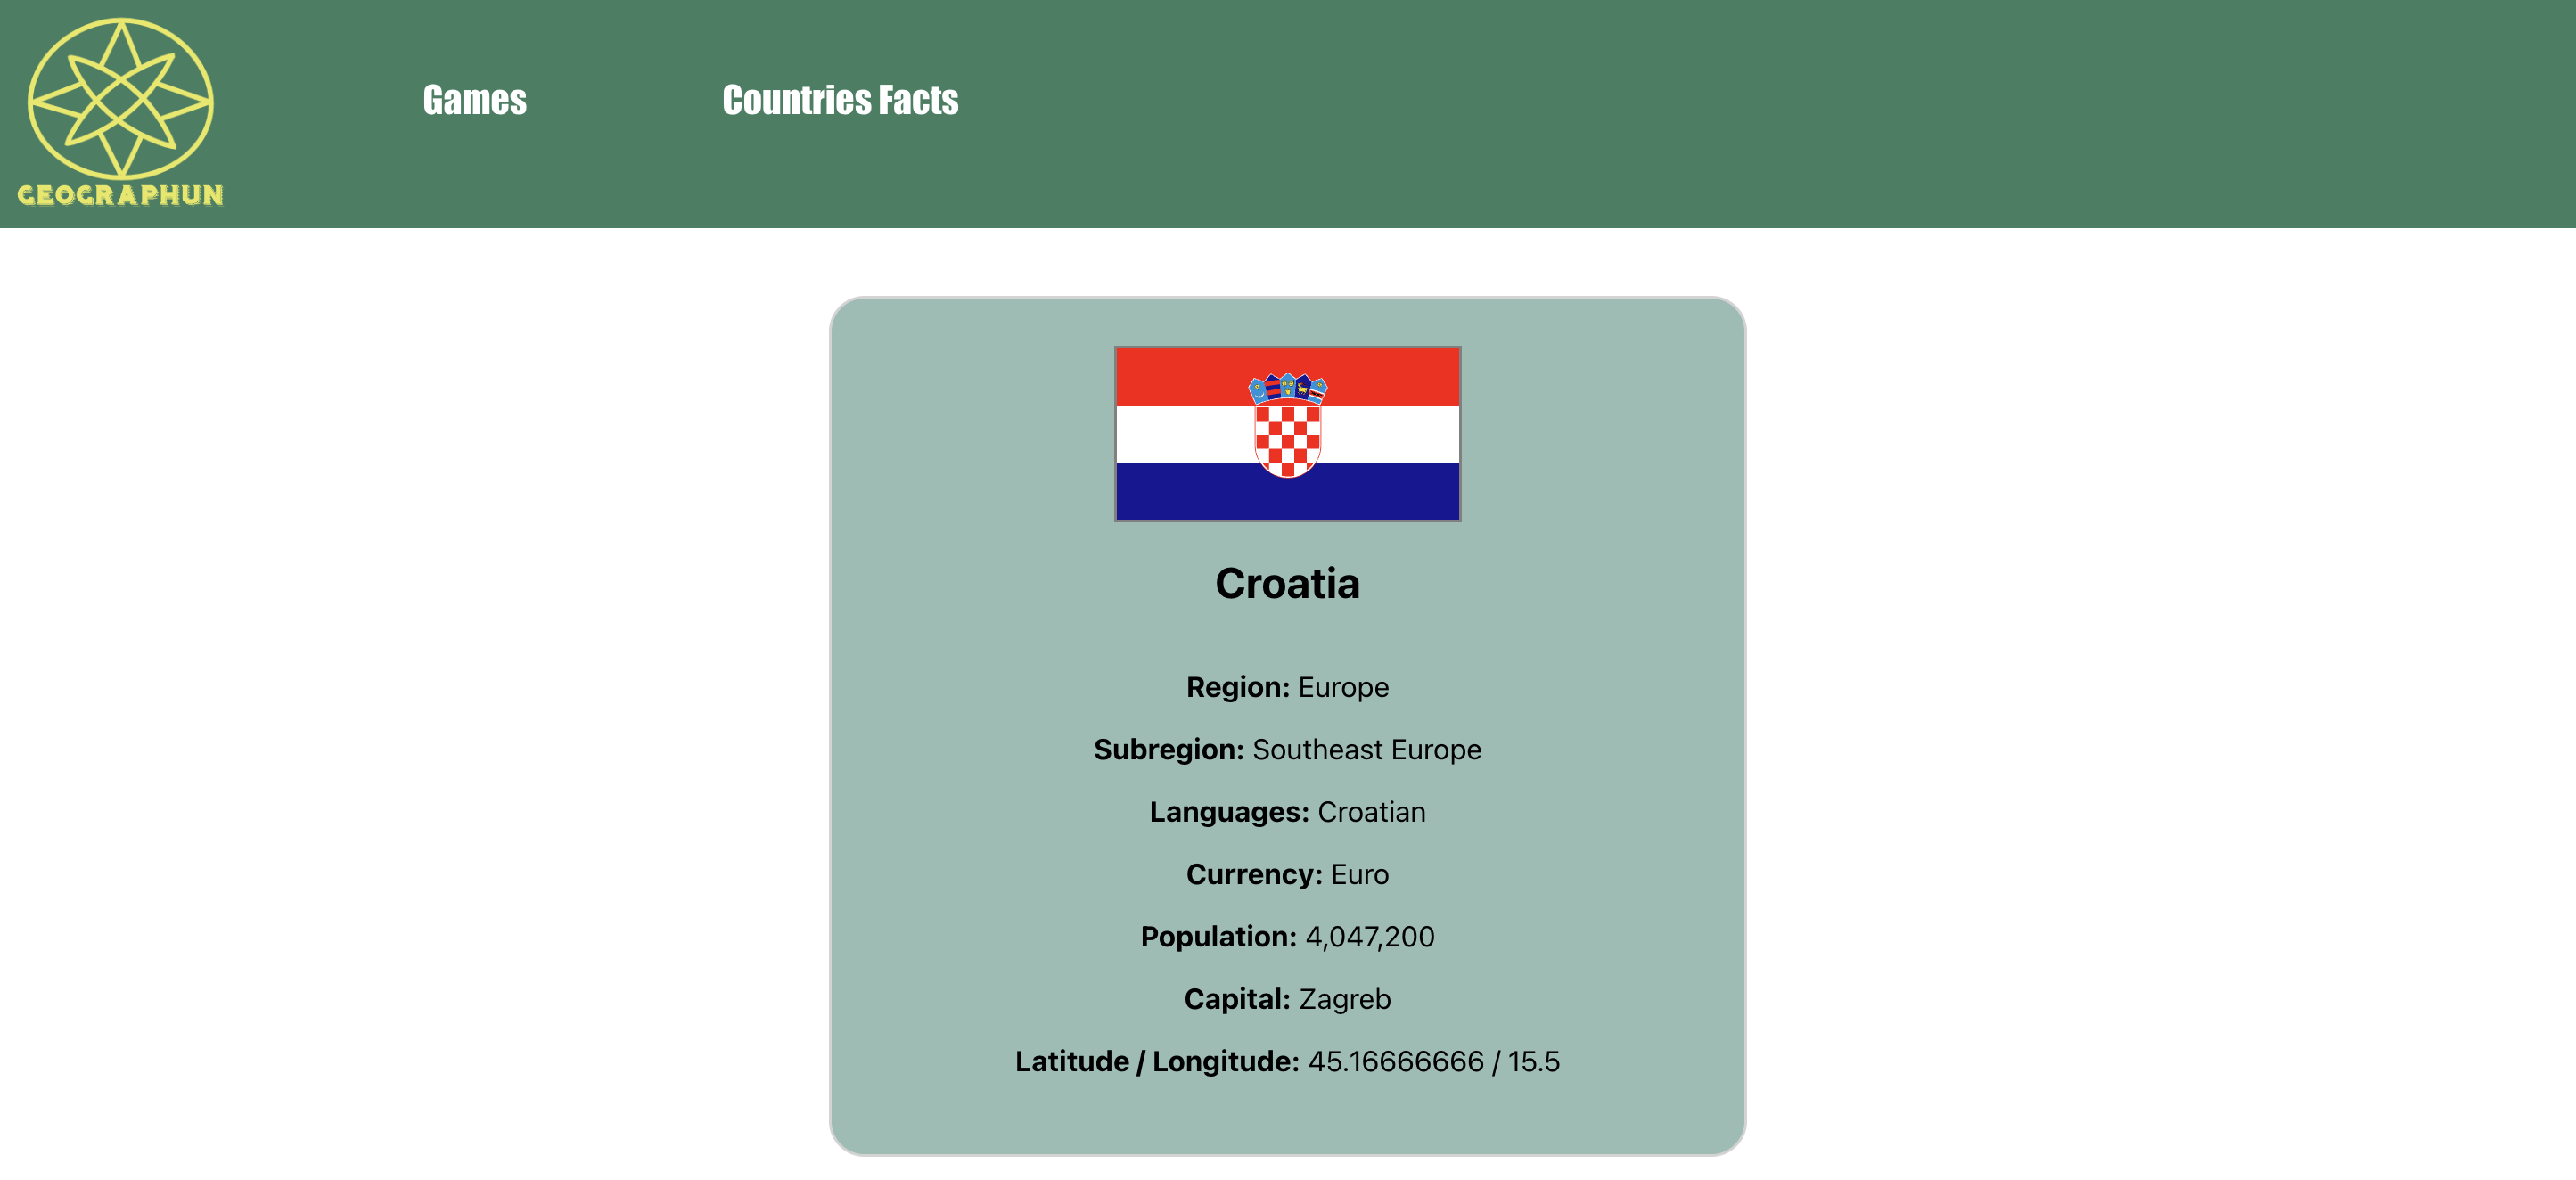 Games
Countries Facts
GEOGRAPHUN
Croatia
Region: Europe
Subregion: Southeast Europe
Languages: Croatian
Currency: Euro
Population: 4,047,200
Capital: Zagreb
Latitude / Longitude: 45.16666666 / 15.5